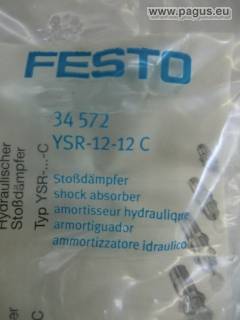 www.pagus.eu
FESTO
34 572
YSR-12-12 C
Stoßdämpfer
shock absorber
amortisseur hydraulique
armortiguador
ammortizzatore idraulico
Hydraulischer
Stoßdämpfer
Typ YSR-...-C